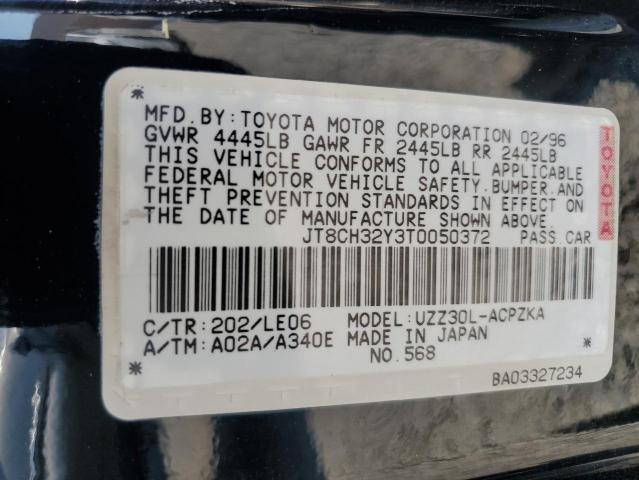 MFD. BY: TOYOTA MOTOR CORPORATION 02/96
GVWR 4445LB GAWR FR 2445LB RR 2445LB
THIS VEHICLE CONFORMS TO ALL APPLICABLE
FEDERAL MOTOR VEHICLE SAFETY, BUMPER, AND
THEFT PREVENTION STANDARDS IN EFFECT ON
THE DATE OF MANUFACTURE SHOWN ABOVE.
JT8CH32Y3T0050372 PASS. CAR
TOYOTA
C/TR: 202/LE06 MODEL: UZZ30L-ACPZKA
A/TM: A02A/A340E MADE IN JAPAN
NO. 568
BA03327234